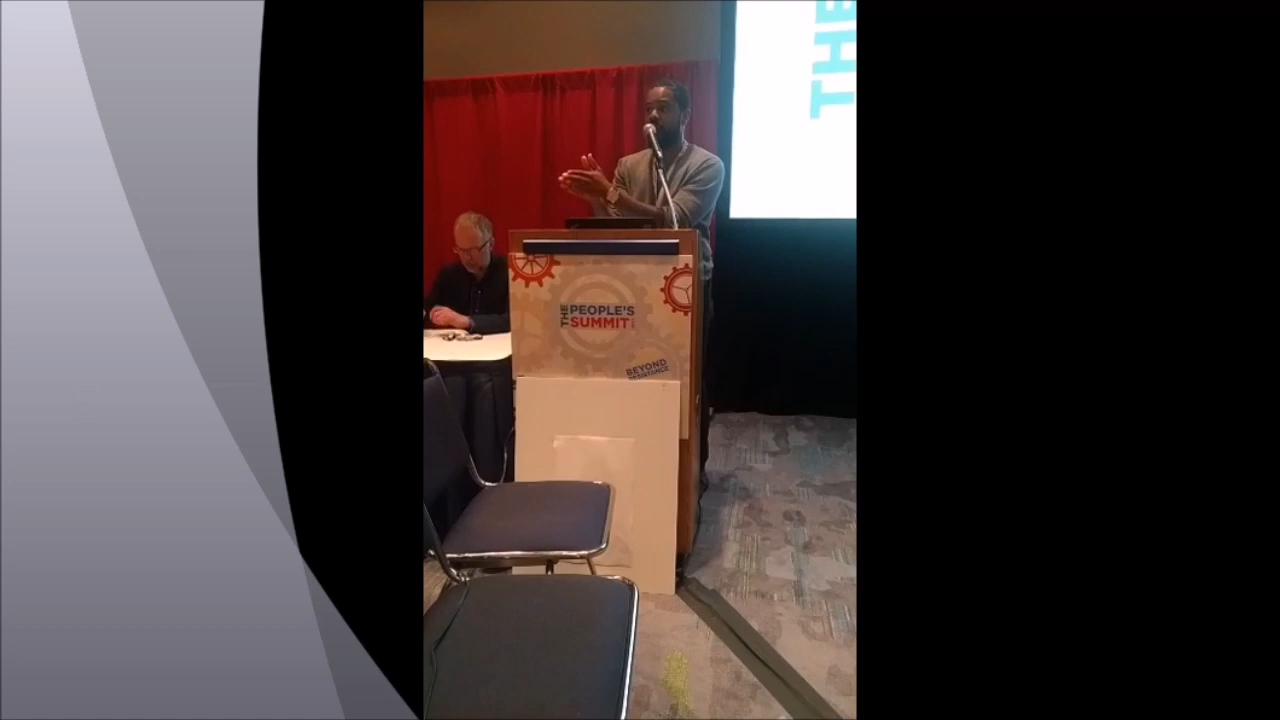 THE
THE
PEOPLE'S
SUMMIT
BEYOND
RESISTANCE